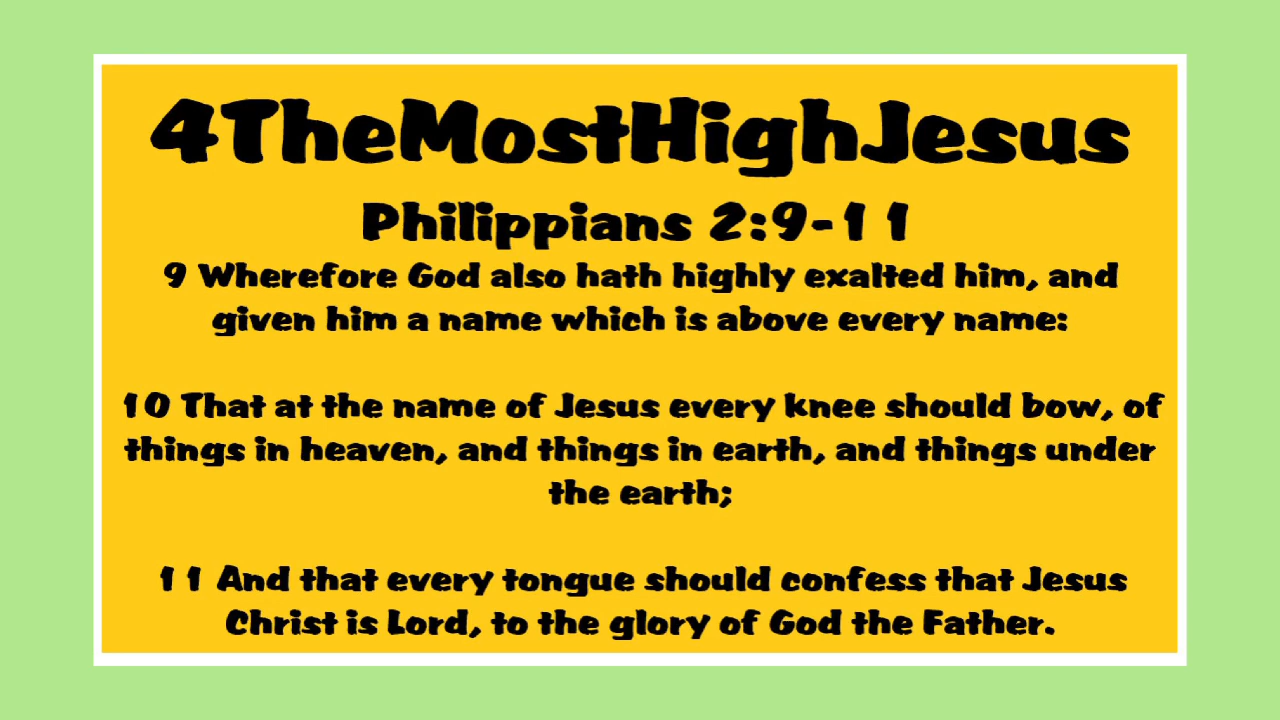 4TheMostHighJesus
Philippians 2:9-11
9 Wherefore God also hath highly exalted him, and
given him a name which is above every name:
10 That at the name of Jesus every knee should bow, of
things in heaven, and things in earth, and things under
the earth;
11 And that every tongue should confess that Jesus
Christ is Lord, to the glory of God the Father.